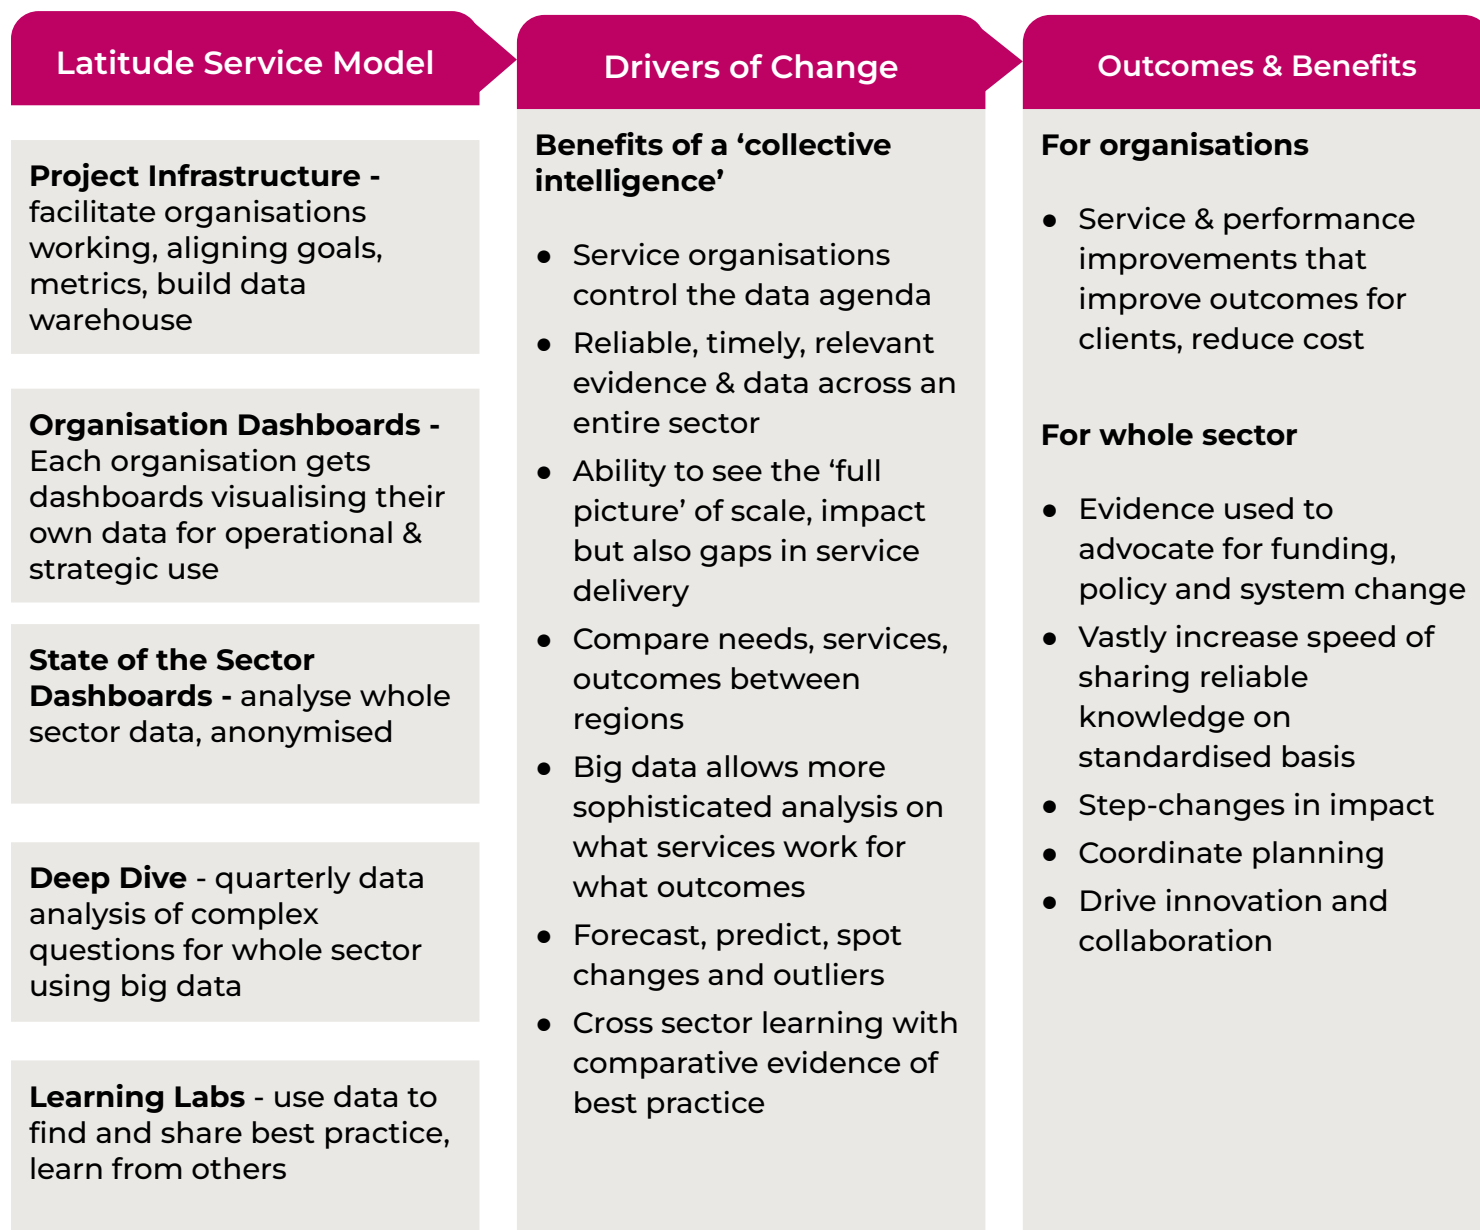 Latitude Service Model
Project Infrastructure -
facilitate organisations
working, aligning goals,
metrics, build data
warehouse
Organisation Dashboards -
Each organisation gets
dashboards visualising their
own data for operational &
strategic use
State of the Sector
Dashboards - analyse whole
sector data, anonymised
Deep Dive - quarterly data
analysis of complex
questions for whole sector
using big data
Learning Labs - use data to
find and share best practice,
learn from others
Drivers of Change
Benefits of a ‘collective
intelligence’
● Service organisations
control the data agenda
● Reliable, timely, relevant
evidence & data across an
entire sector
● Ability to see the ‘full
picture’ of scale, impact
but also gaps in service
delivery
● Compare needs, services,
outcomes between
regions
● Big data allows more
sophisticated analysis on
what services work for
what outcomes
● Forecast, predict, spot
changes and outliers
● Cross sector learning with
comparative evidence of
best practice
Outcomes & Benefits
For organisations
● Service & performance
improvements that
improve outcomes for
clients, reduce cost
For whole sector
● Evidence used to
advocate for funding,
policy and system change
● Vastly increase speed of
sharing reliable
knowledge on
standardised basis
● Step-changes in impact
● Coordinate planning
● Drive innovation and
collaboration